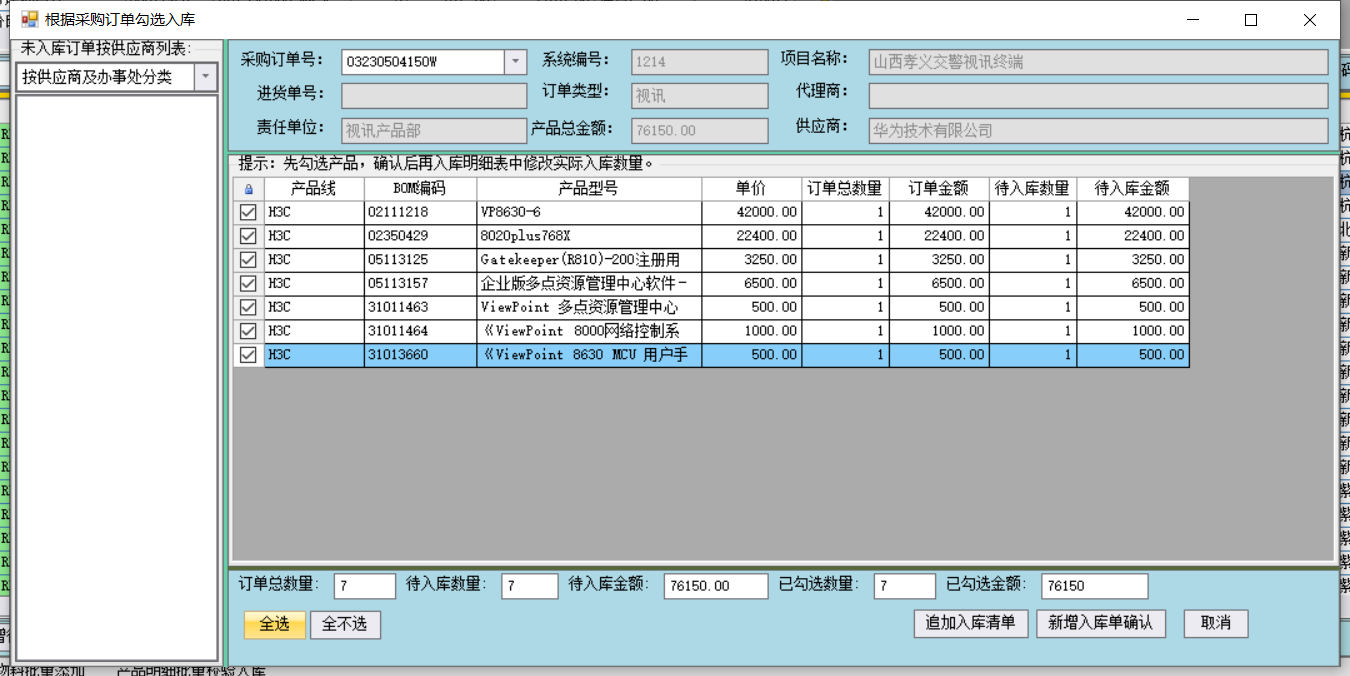 根据采购订单勾选入库
未入库订单按供应商列表:
按供应商及办事处分类
采购订单号: 03230504150W 系统编号: 1214 项目名称: 山西孝义交警视讯终端
进货单号: 订单类型: 视讯 代理商:
责任单位: 视讯产品部 产品总金额: 76150.00 供应商: 华为技术有限公司
提示: 先勾选产品,确认后再入库明细表中修改实际入库数量。
产品线 BOM编码 产品型号 单价 订单总数量 订单金额 待入库数量 待入库金额
H3C 02111218 VP8630-6 42000.00 1 42000.00 1 42000.00
H3C 02350429 8020plus768X 22400.00 1 22400.00 1 22400.00
H3C 05113125 Gatekeeper(R810)-200注册用 3250.00 1 3250.00 1 3250.00
H3C 05113157 企业版多点资源管理中心软件- 6500.00 1 6500.00 1 6500.00
H3C 31011463 ViewPoint 多点资源管理中心 500.00 1 500.00 1 500.00
H3C 31011464 《ViewPoint 8000网络控制系 1000.00 1 1000.00 1 1000.00
H3C 31013660 《ViewPoint 8630 MCU 用户手 500.00 1 500.00 1 500.00
订单总数量: 7 待入库数量: 7 待入库金额: 76150.00 已勾选数量: 7 已勾选金额: 76150
全选 全不选 追加入库清单 新增入库单确认 取消